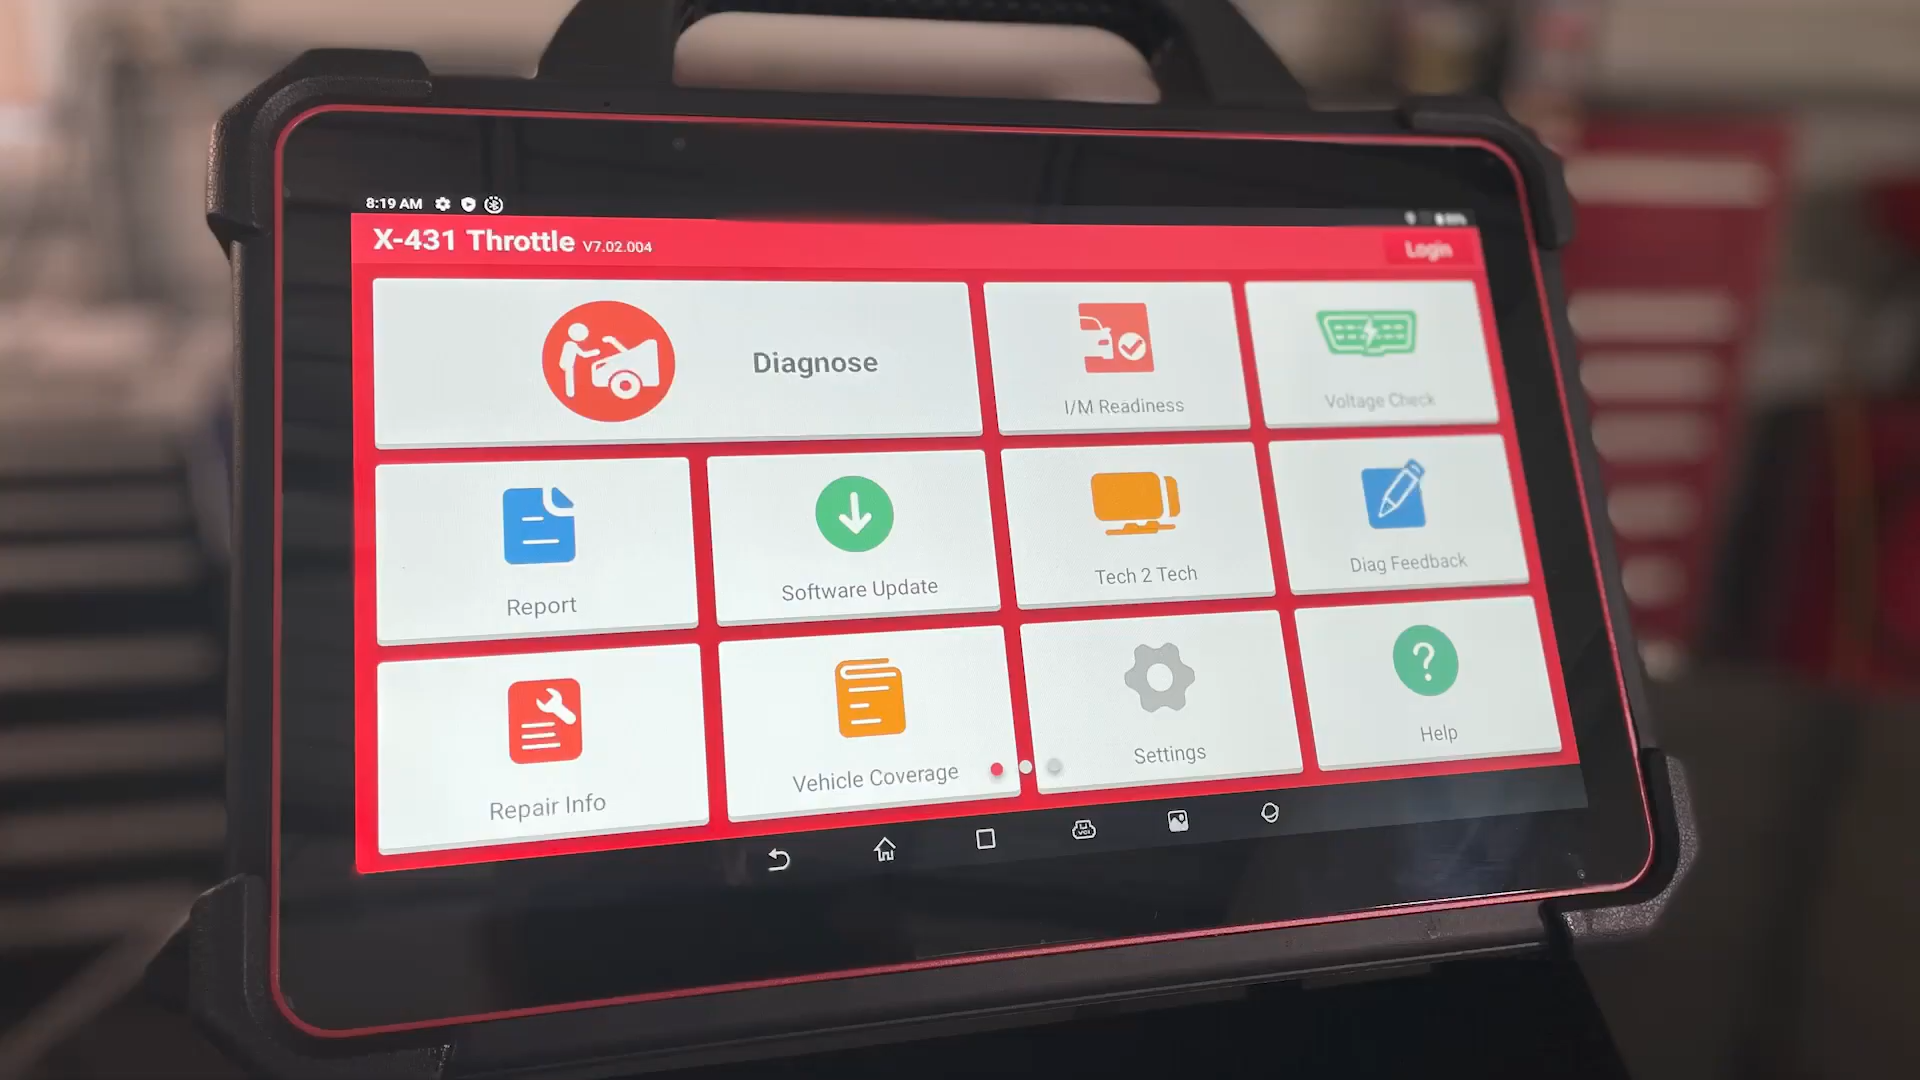 8:19 AM
X-431 Throttle V7.02.004
Login
Diagnose
I/M Readiness
Voltage Check
Report
Software Update
Tech 2 Tech
Diag Feedback
Repair Info
Vehicle Coverage
Settings
Help
VCI